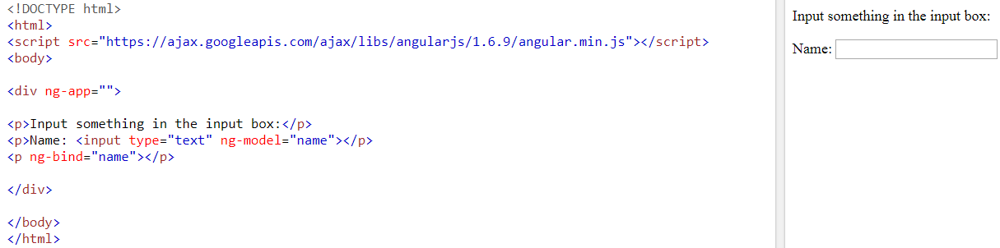 <!DOCTYPE html>
<html>
<script src="https://ajax.googleapis.com/ajax/libs/angularjs/1.6.9/angular.min.js"></script>
<body>
<div ng-app="">
<p>Input something in the input box:</p>
<p>Name: <input type="text" ng-model="name"></p>
<p ng-bind="name"></p>
</div>
</body>
</html>
Input something in the input box:
Name: